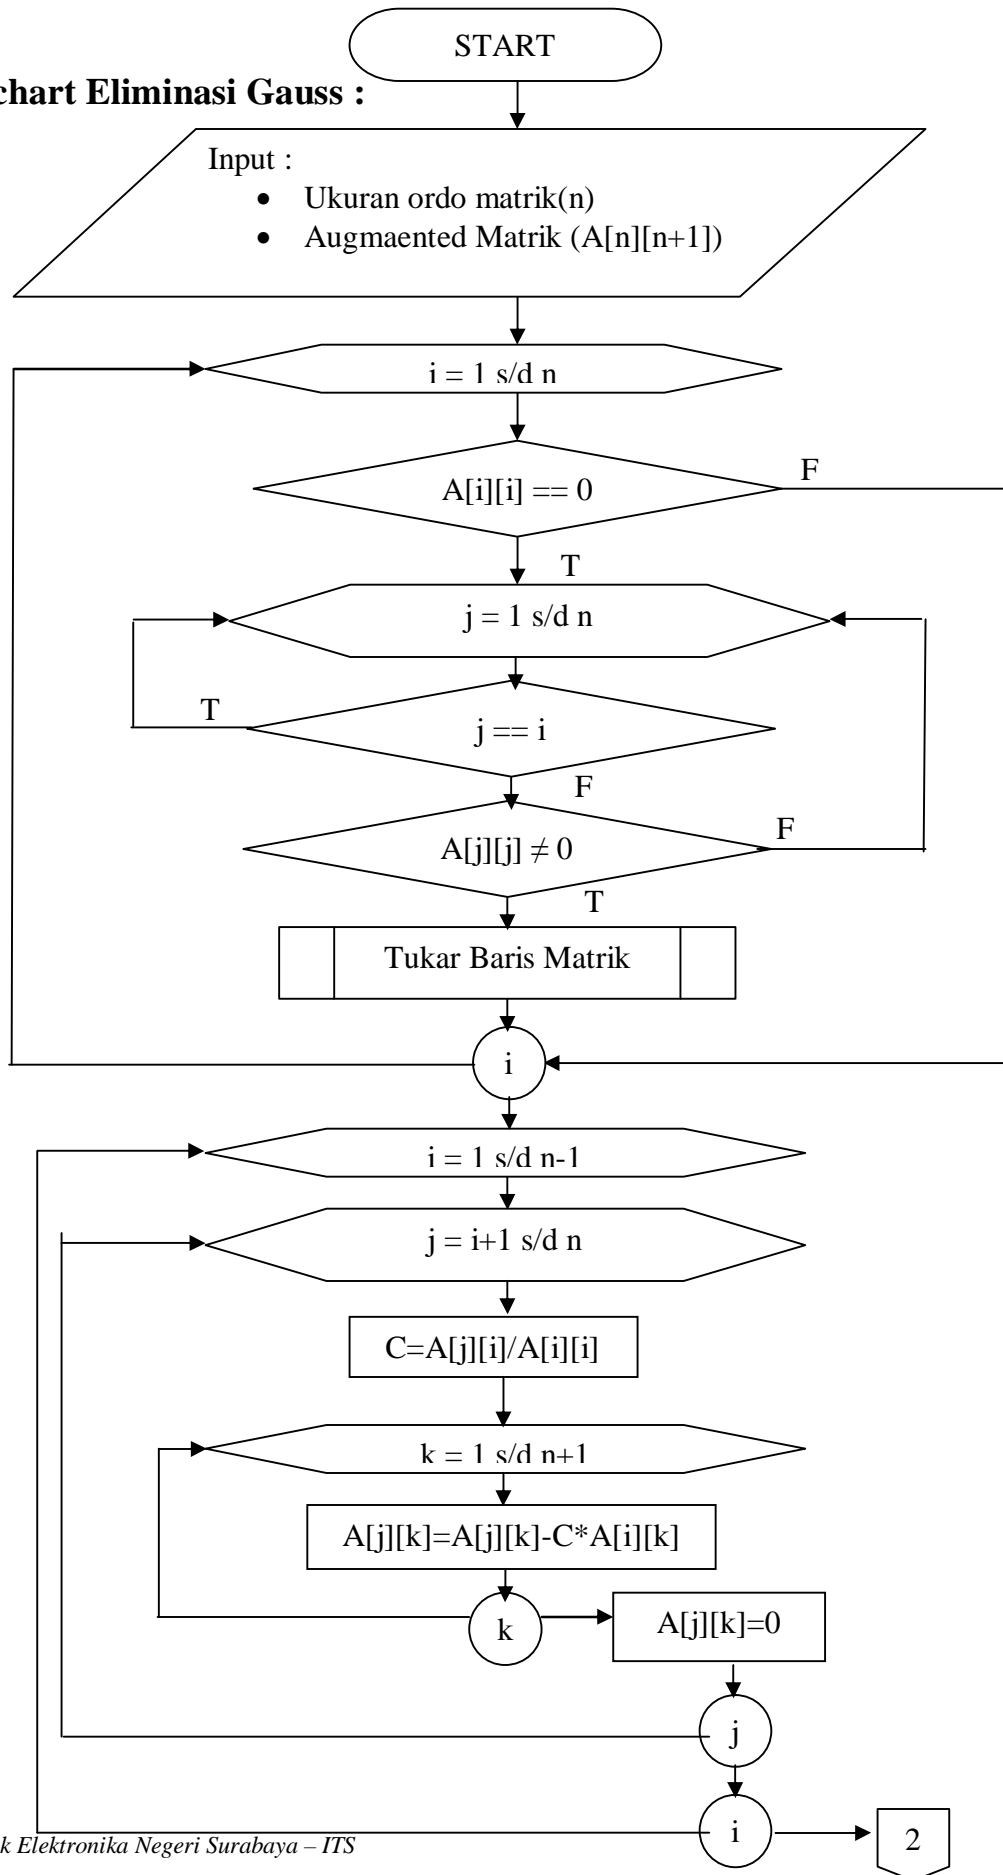 START
chart Eliminasi Gauss :
Input :
• Ukuran ordo matrik(n)
• Augmaented Matrik (A[n][n+1])
i = 1 s/d n
A[i][i] == 0
F
T
j = 1 s/d n
T
j == i
F
A[j][j] ≠ 0
F
T
Tukar Baris Matrik
i
i = 1 s/d n-1
j = i+1 s/d n
C=A[j][i]/A[i][i]
k = 1 s/d n+1
A[j][k]=A[j][k]-C*A[i][k]
k
A[j][k]=0
j
i
2
k Elektronika Negeri Surabaya – ITS